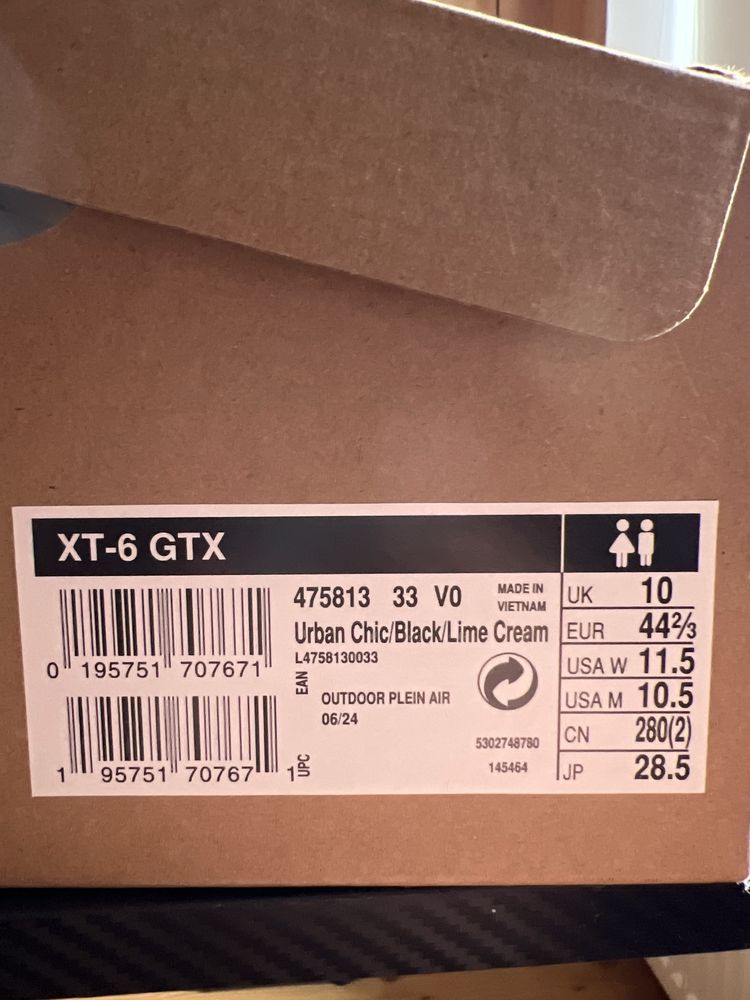 XT-6 GTX
475813 33 V0
MADE IN
VIETNAM
Urban Chic/Black/Lime Cream
L4758130033
0 195751 707671
EAN
OUTDOOR PLEIN AIR
06/24
5302748780
145464
1 95751 70767 1
UPC
UK 10
EUR 44⅔
USA W 11.5
USA M 10.5
CN 280(2)
JP 28.5